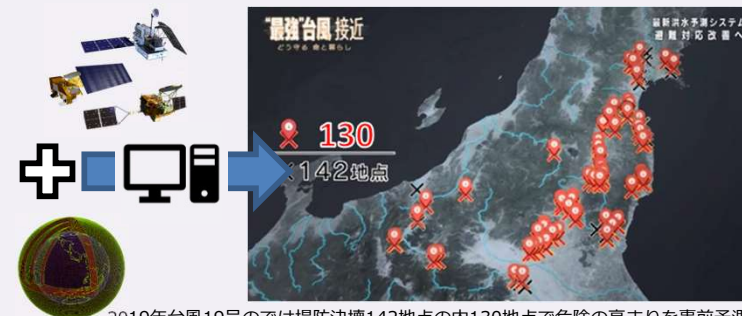 "最強"台風 接近
どう守る 命と暮らし
最新洪水予測システム
避難対応改善へ
130
142地点
2019年台風19号のでは堤防決壊142地点の内130地点で危険の高まりを事前予測